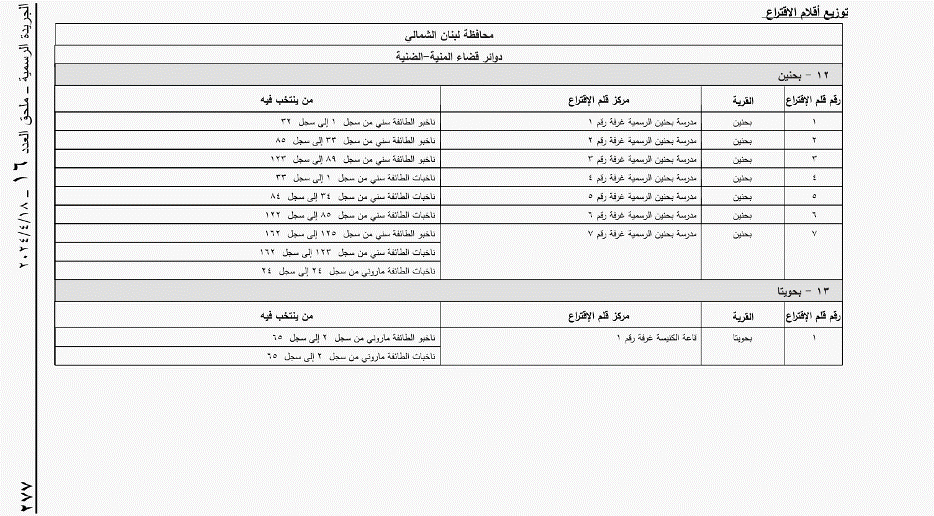 توزيع أقلام الاقتراع
محافظة لبنان الشمالي
دوائر قضاء المنية-الضنية
١٢ - بحنين
رقم قلم الإقتراع القرية مركز قلم الإقتراع من ينتخب فيه
١ بحنين مدرسة بحنين الرسمية غرفة رقم ١ ناخبو الطائفة سني من سجل ١ إلى سجل ٣٢
٢ بحنين مدرسة بحنين الرسمية غرفة رقم ٢ ناخبو الطائفة سني من سجل ٣٣ إلى سجل ٨٥
٣ بحنين مدرسة بحنين الرسمية غرفة رقم ٣ ناخبو الطائفة سني من سجل ٨٩ إلى سجل ١٢٣
٤ بحنين مدرسة بحنين الرسمية غرفة رقم ٤ ناخبات الطائفة سني من سجل ١ إلى سجل ٣٣
٥ بحنين مدرسة بحنين الرسمية غرفة رقم ٥ ناخبات الطائفة سني من سجل ٣٤ إلى سجل ٨٤
٦ بحنين مدرسة بحنين الرسمية غرفة رقم ٦ ناخبات الطائفة سني من سجل ٨٥ إلى سجل ١٢٢
٧ بحنين مدرسة بحنين الرسمية غرفة رقم ٧ ناخبو الطائفة سني من سجل ١٢٥ إلى سجل ١٦٢
ناخبات الطائفة سني من سجل ١٢٣ إلى سجل ١٦٢
ناخبات الطائفة ماروني من سجل ٢٤ إلى سجل ٢٤
١٣ - بحويتا
رقم قلم الإقتراع القرية مركز قلم الإقتراع من ينتخب فيه
١ بحويتا قاعة الكنيسة غرفة رقم ١ ناخبو الطائفة ماروني من سجل ٢ إلى سجل ٦٥
ناخبات الطائفة ماروني من سجل ٢ إلى سجل ٦٥
الجريدة الرسمية – ملحق العدد ١٦ – ٢٠٢٤/٤/١٨
٢٧٧